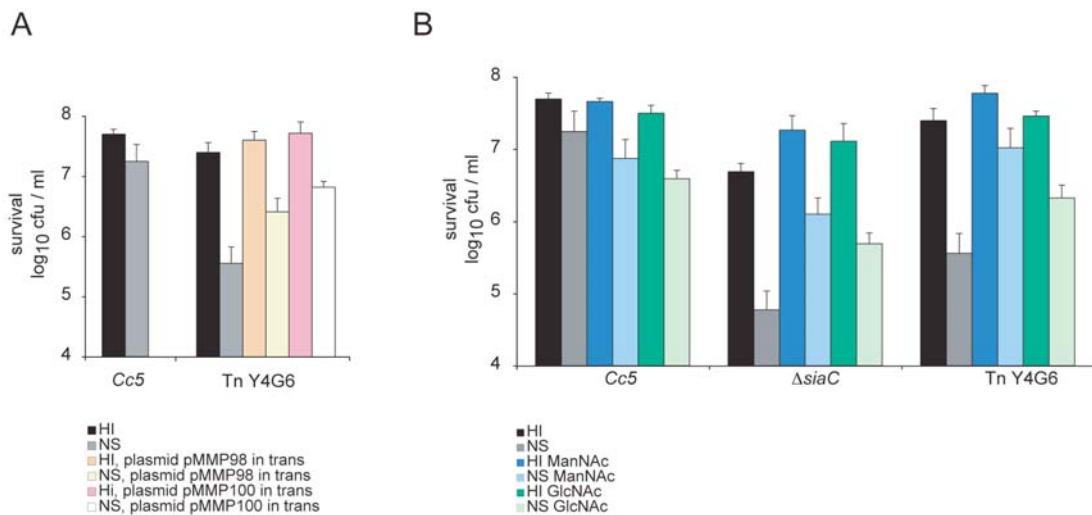 A
survival
log10 cfu / ml
8
7
6
5
4
Cc5 Tn Y4G6
HI
NS
HI, plasmid pMMP98 in trans
NS, plasmid pMMP98 in trans
Hi, plasmid pMMP100 in trans
NS, plasmid pMMP100 in trans
B
survival
log10 cfu / ml
8
7
6
5
4
Cc5 ΔsiaC Tn Y4G6
HI
NS
HI ManNAc
NS ManNAc
HI GlcNAc
NS GlcNAc